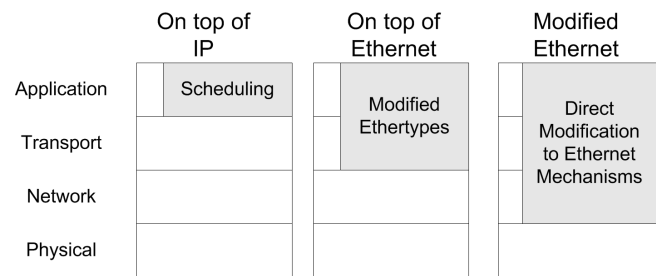 On top of
IP
On top of
Ethernet
Modified
Ethernet
Application
Scheduling
Modified
Ethertypes
Direct
Modification
to Ethernet
Mechanisms
Transport
Network
Physical